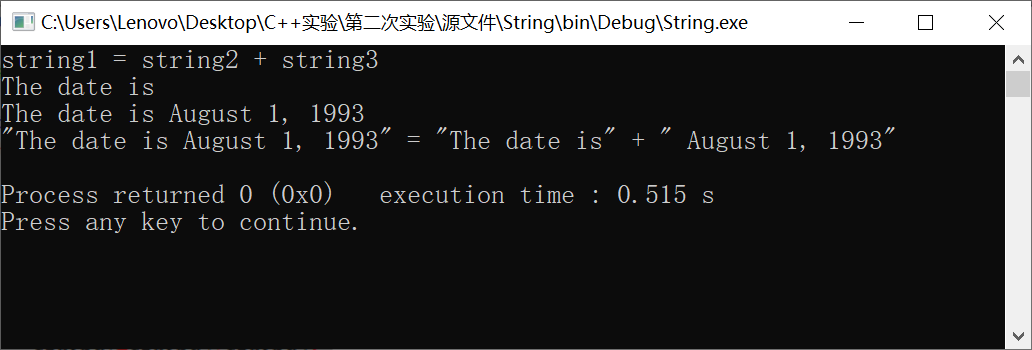 C:\Users\Lenovo\Desktop\C++实验\第二次实验\源文件\String\bin\Debug\String.exe
string1 = string2 + string3
The date is
The date is August 1, 1993
"The date is August 1, 1993" = "The date is" + " August 1, 1993"
Process returned 0 (0x0)   execution time : 0.515 s
Press any key to continue.